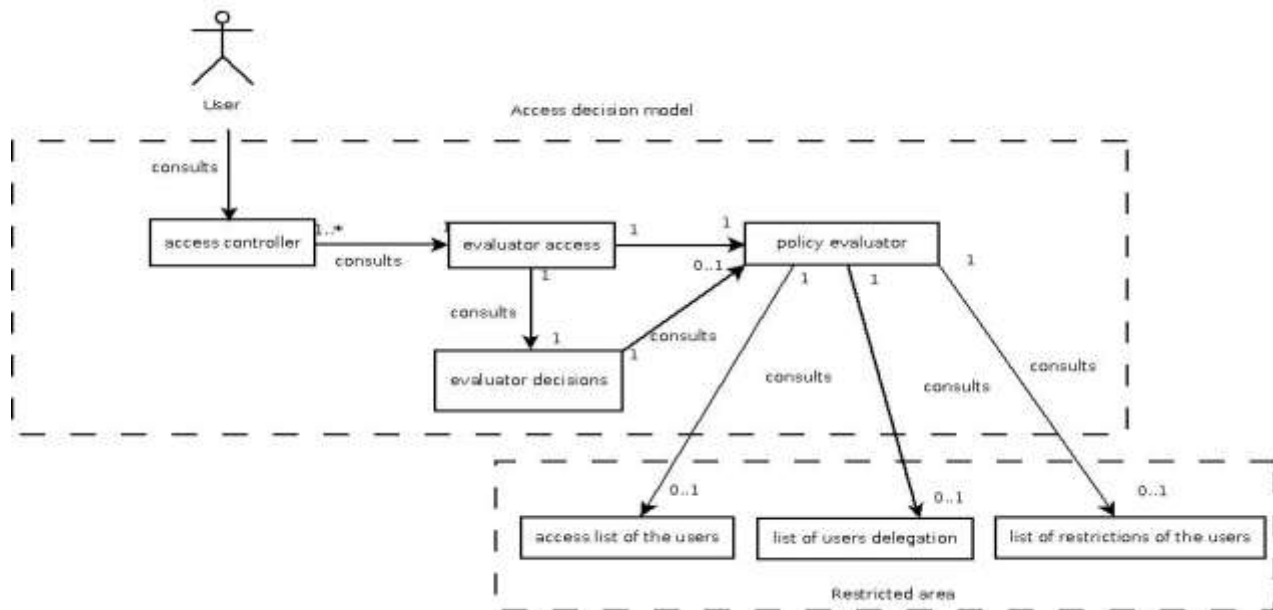 User
Access decision model
consults
access controller
1..*
consults
1
evaluator access
1
1
policy evaluator
0..1
1
consults
1
evaluator decisions
1
consults
1
1
1
consults
consults
consults
0..1
0..1
0..1
access list of the users
list of users delegation
list of restrictions of the users
Restricted area